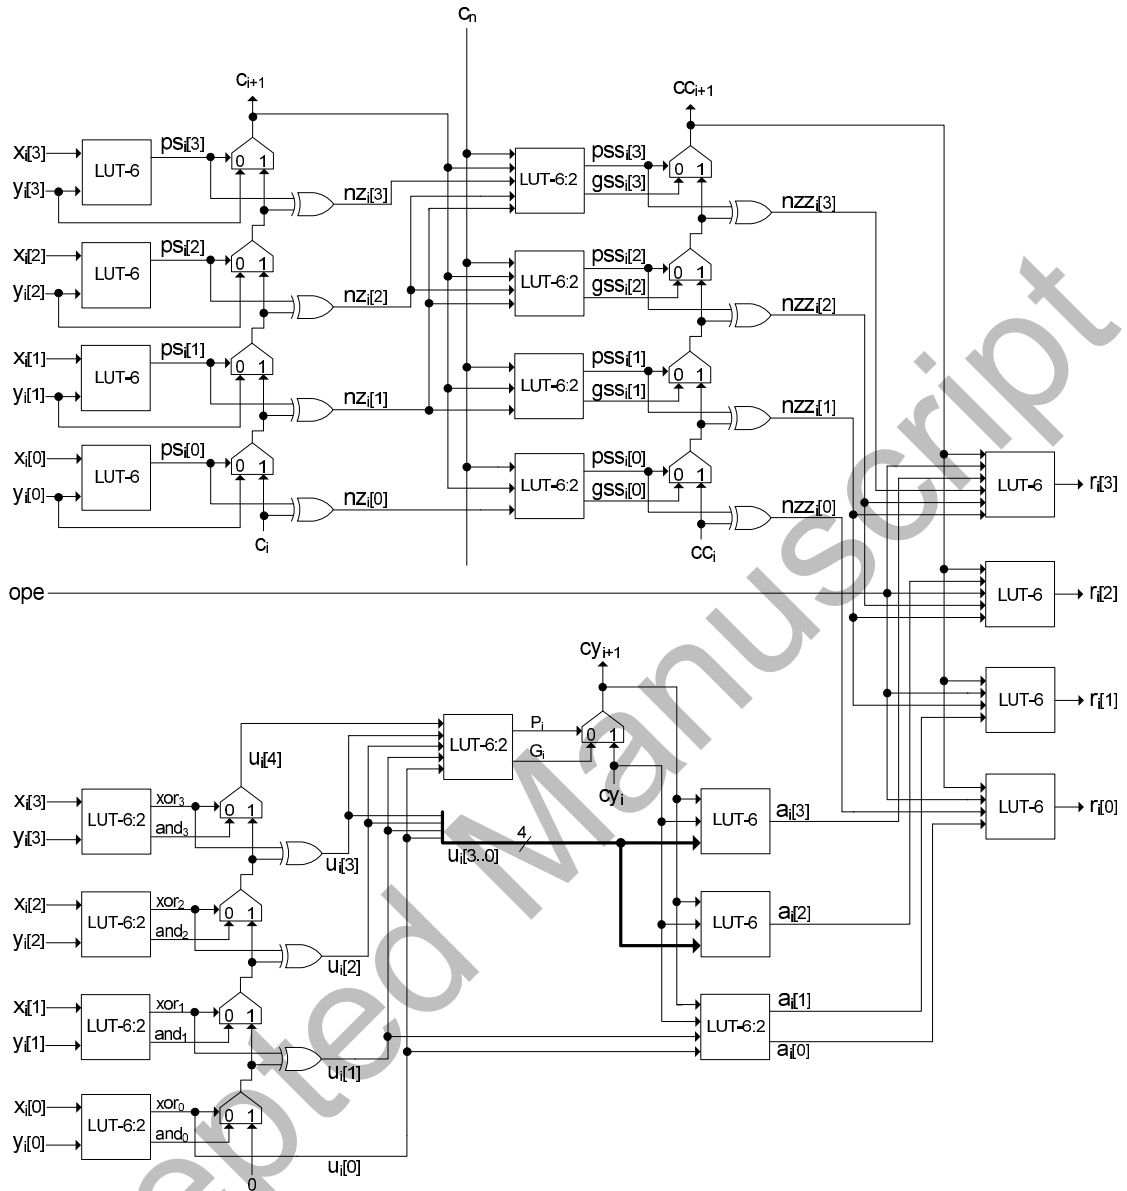 cn
ci+1
cci+1
xi[3]
yi[3]
LUT-6
psi[3]
0 1
nzi[3]
LUT-6:2
pssi[3]
gssi[3]
0 1
nzzi[3]
xi[2]
yi[2]
LUT-6
psi[2]
0 1
nzi[2]
LUT-6:2
pssi[2]
gssi[2]
0 1
nzzi[2]
xi[1]
yi[1]
LUT-6
psi[1]
0 1
nzi[1]
LUT-6:2
pssi[1]
gssi[1]
0 1
nzzi[1]
xi[0]
yi[0]
LUT-6
psi[0]
0 1
nzi[0]
LUT-6:2
pssi[0]
gssi[0]
0 1
nzzi[0]
ci
cci
LUT-6
ri[3]
ope
LUT-6
ri[2]
LUT-6
ri[1]
LUT-6
ri[0]
cyi+1
LUT-6:2
Pi
Gi
0 1
cyi
ui[4]
xi[3]
yi[3]
LUT-6:2
xor3
and3
0 1
ui[3]
4
ui[3..0]
LUT-6
ai[3]
xi[2]
yi[2]
LUT-6:2
xor2
and2
0 1
ui[2]
LUT-6
ai[2]
xi[1]
yi[1]
LUT-6:2
xor1
and1
0 1
ui[1]
LUT-6:2
ai[1]
ai[0]
xi[0]
yi[0]
LUT-6:2
xor0
and0
0 1
ui[0]
0
epted Manuscript